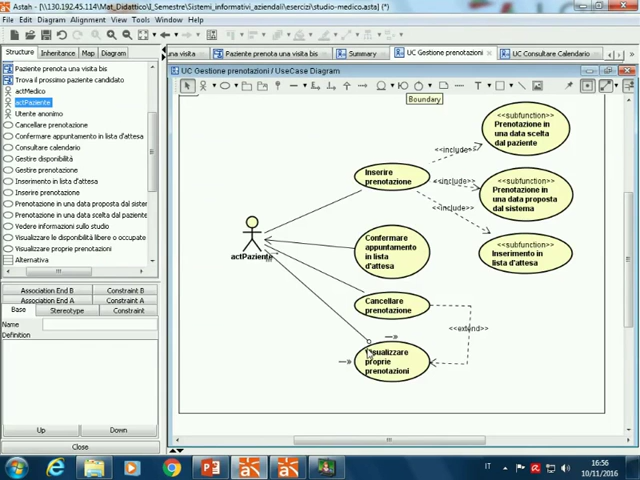 Astah - [\\130.192.45.114\Mat_Didattico\I_Semestre\Sistemi_informativi_aziendali\esercizi\studio-medico.asta] (*)
File Edit Diagram Alignment View Tools Window Help
Structure Inheritance Map Diagram
usa visita
Paziente prenota una visita
Summary
UC Gestione prenotazioni
UC Consultare Calendario
Paziente prenota una visita bis
Trova il prossimo paziente candidato
actMedico
actPaziente
Utente anonimo
Cancellare prenotazione
Confermare appuntamento in lista d'attesa
Consultare calendario
Gestire disponibilità
Gestire prenotazione
Inserimento in lista d'attesa
Inserire prenotazione
Prenotazione in una data proposta dal sister
Prenotazione in una data scelta dal paziente
Vedere informazioni sullo studio
Visualizzare le disponibilità libere o occupate
Visualizzare proprie prenotazioni
Alternativa
Association End B
Constraint B
Association B
Association End A
Constraint
Base
Stereotype
Constraint
Name
Definition
Up
Down
Close
UC Gestione prenotazioni / UseCase Diagram
Boundary
actPaziente
Inserire
prenotazione
Confermare
appuntamento
in lista
d'attesa
Cancellare
prenotazione
Visualizzare
proprie
prenotazioni
<<include>>
<<include>>
<<include>>
<<extend>>
<<subfunction>>
Prenotazione in
una data scelta
dal paziente
<<subfunction>>
Prenotazione in
una data proposta
dal sistema
<<subfunction>>
Inserimento in
lista d'attesa
IT
16:56
10/11/2016